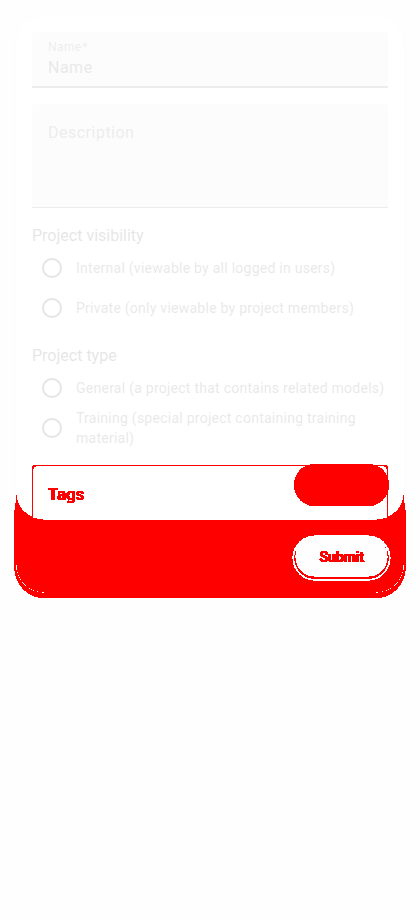 Name*
Name
Description
Project visibility
Internal (viewable by all logged in users)
Private (only viewable by project members)
Project type
General (a project that contains related models)
Training (special project containing training
material)
Tags
Submit